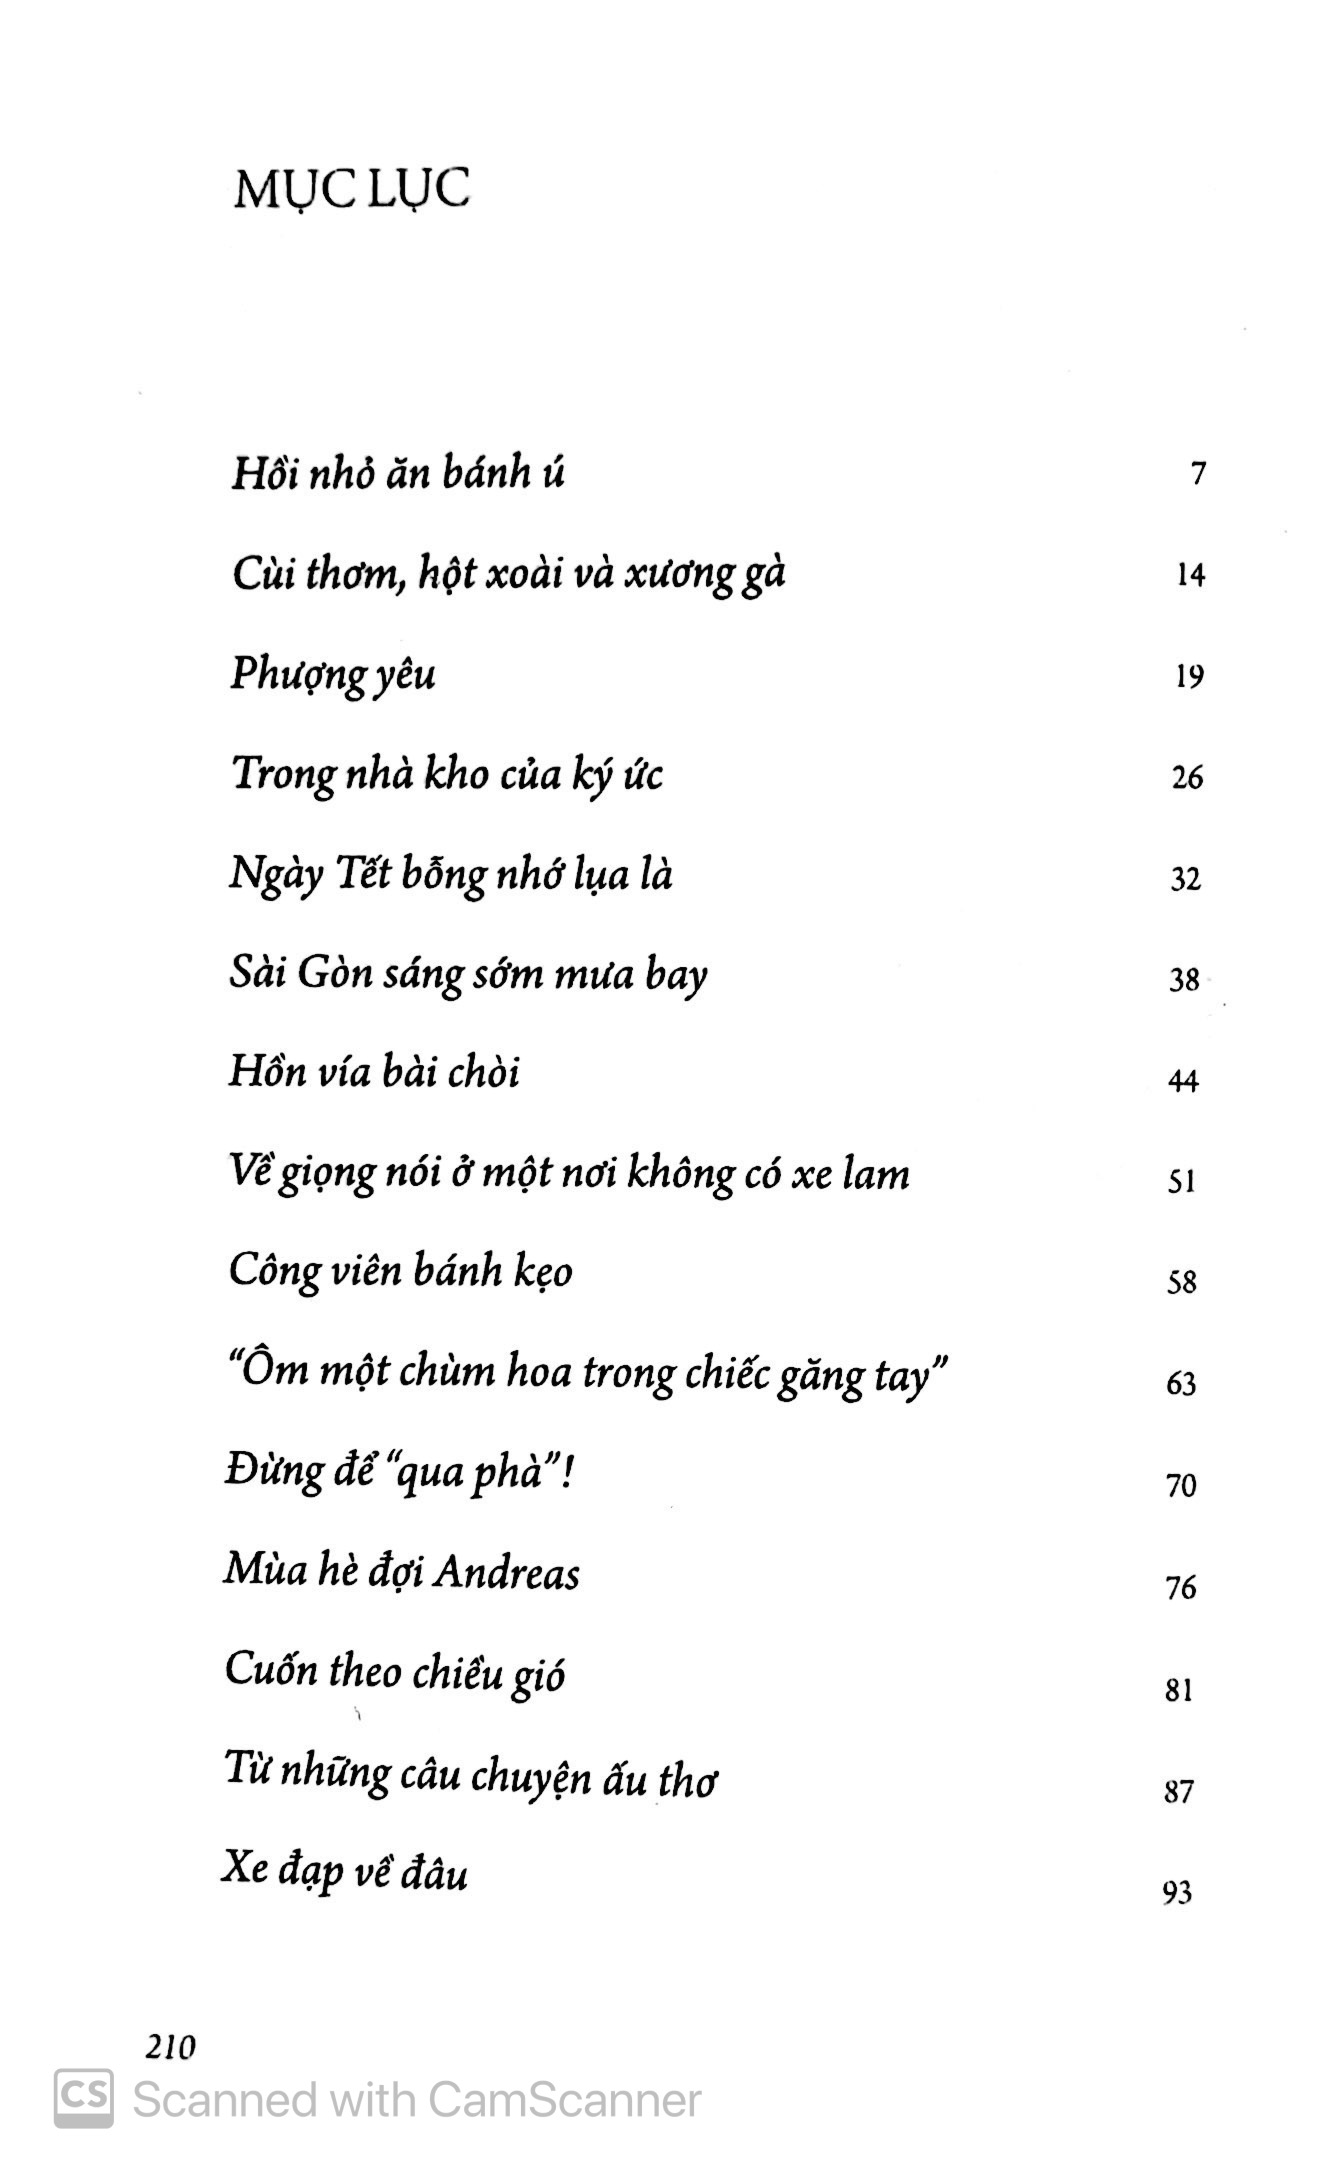 MỤC LỤC
Hồi nhỏ ăn bánh ú 7
Cùi thơm, hột xoài và xương gà 14
Phượng yêu 19
Trong nhà kho của ký ức 26
Ngày Tết bỗng nhớ lụa là 32
Sài Gòn sáng sớm mưa bay 38
Hồn vía bài chòi 44
Về giọng nói ở một nơi không có xe lam 51
Công viên bánh kẹo 58
“Ôm một chùm hoa trong chiếc găng tay” 63
Đừng để “qua phà”! 70
Mùa hè đợi Andreas 76
Cuốn theo chiều gió 81
Từ những câu chuyện ấu thơ 87
Xe đạp về đâu 93
210
CS Scanned with CamScanner